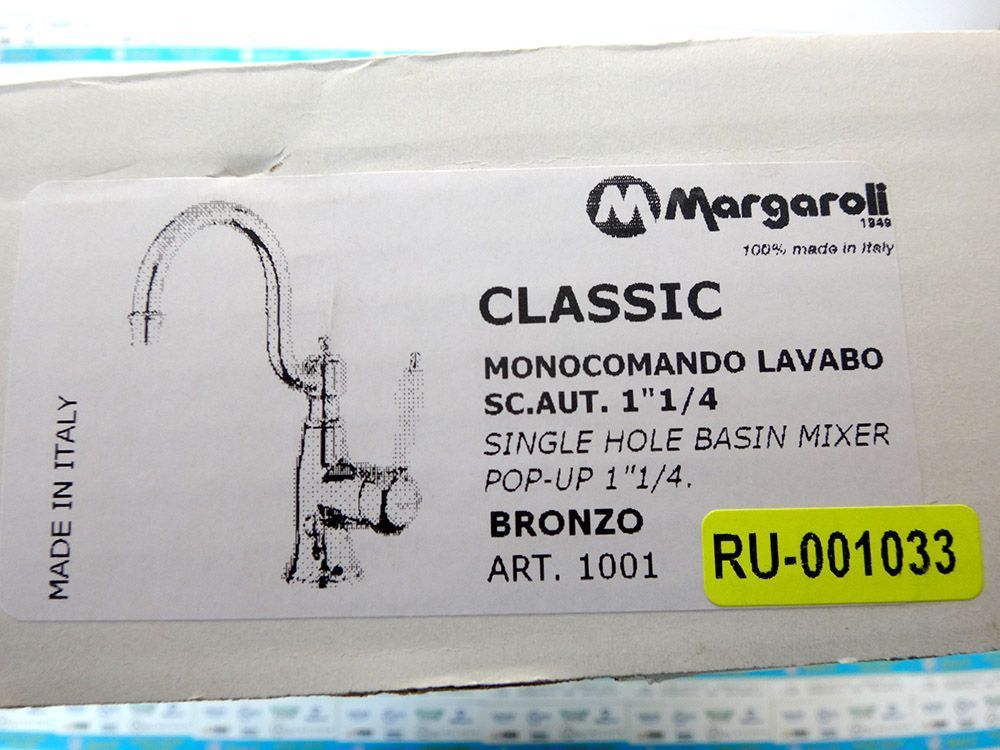 Margaroli
1949
100% made in Italy
CLASSIC
MONOCOMANDO LAVABO
SC.AUT. 1"1/4
SINGLE HOLE BASIN MIXER
POP-UP 1"1/4.
BRONZO
ART. 1001
RU-001033
MADE IN ITALY